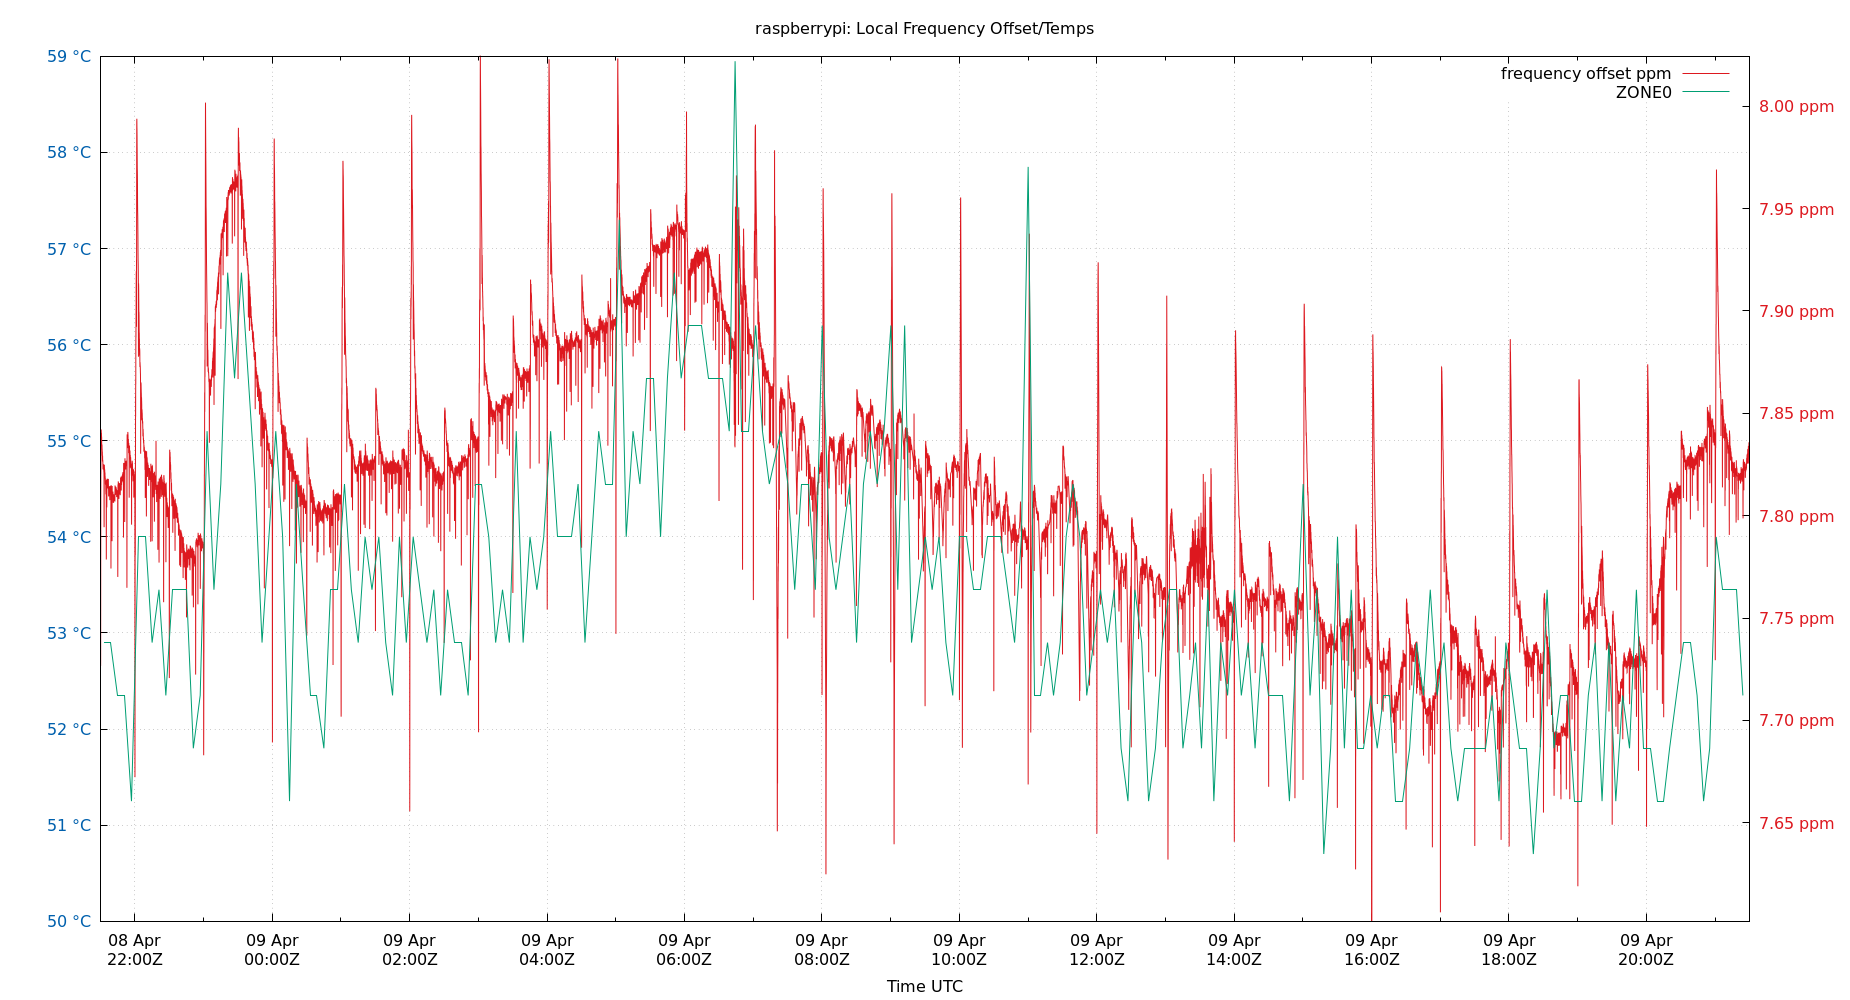 raspberrypi: Local Frequency Offset/Temps
frequency offset ppm
ZONE0
59 °C
58 °C
57 °C
56 °C
55 °C
54 °C
53 °C
52 °C
51 °C
50 °C
8.00 ppm
7.95 ppm
7.90 ppm
7.85 ppm
7.80 ppm
7.75 ppm
7.70 ppm
7.65 ppm
08 Apr
22:00Z
09 Apr
00:00Z
09 Apr
02:00Z
09 Apr
04:00Z
09 Apr
06:00Z
09 Apr
08:00Z
09 Apr
10:00Z
09 Apr
12:00Z
09 Apr
14:00Z
09 Apr
16:00Z
09 Apr
18:00Z
09 Apr
20:00Z
Time UTC